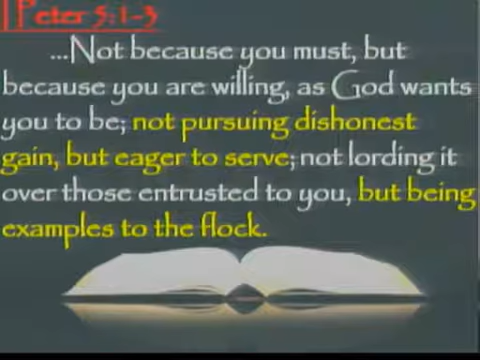 I Peter 5:1-3
...Not because you must, but
because you are willing, as God wants
you to be; not pursuing dishonest
gain, but eager to serve; not lording it
over those entrusted to you, but being
examples to the flock.